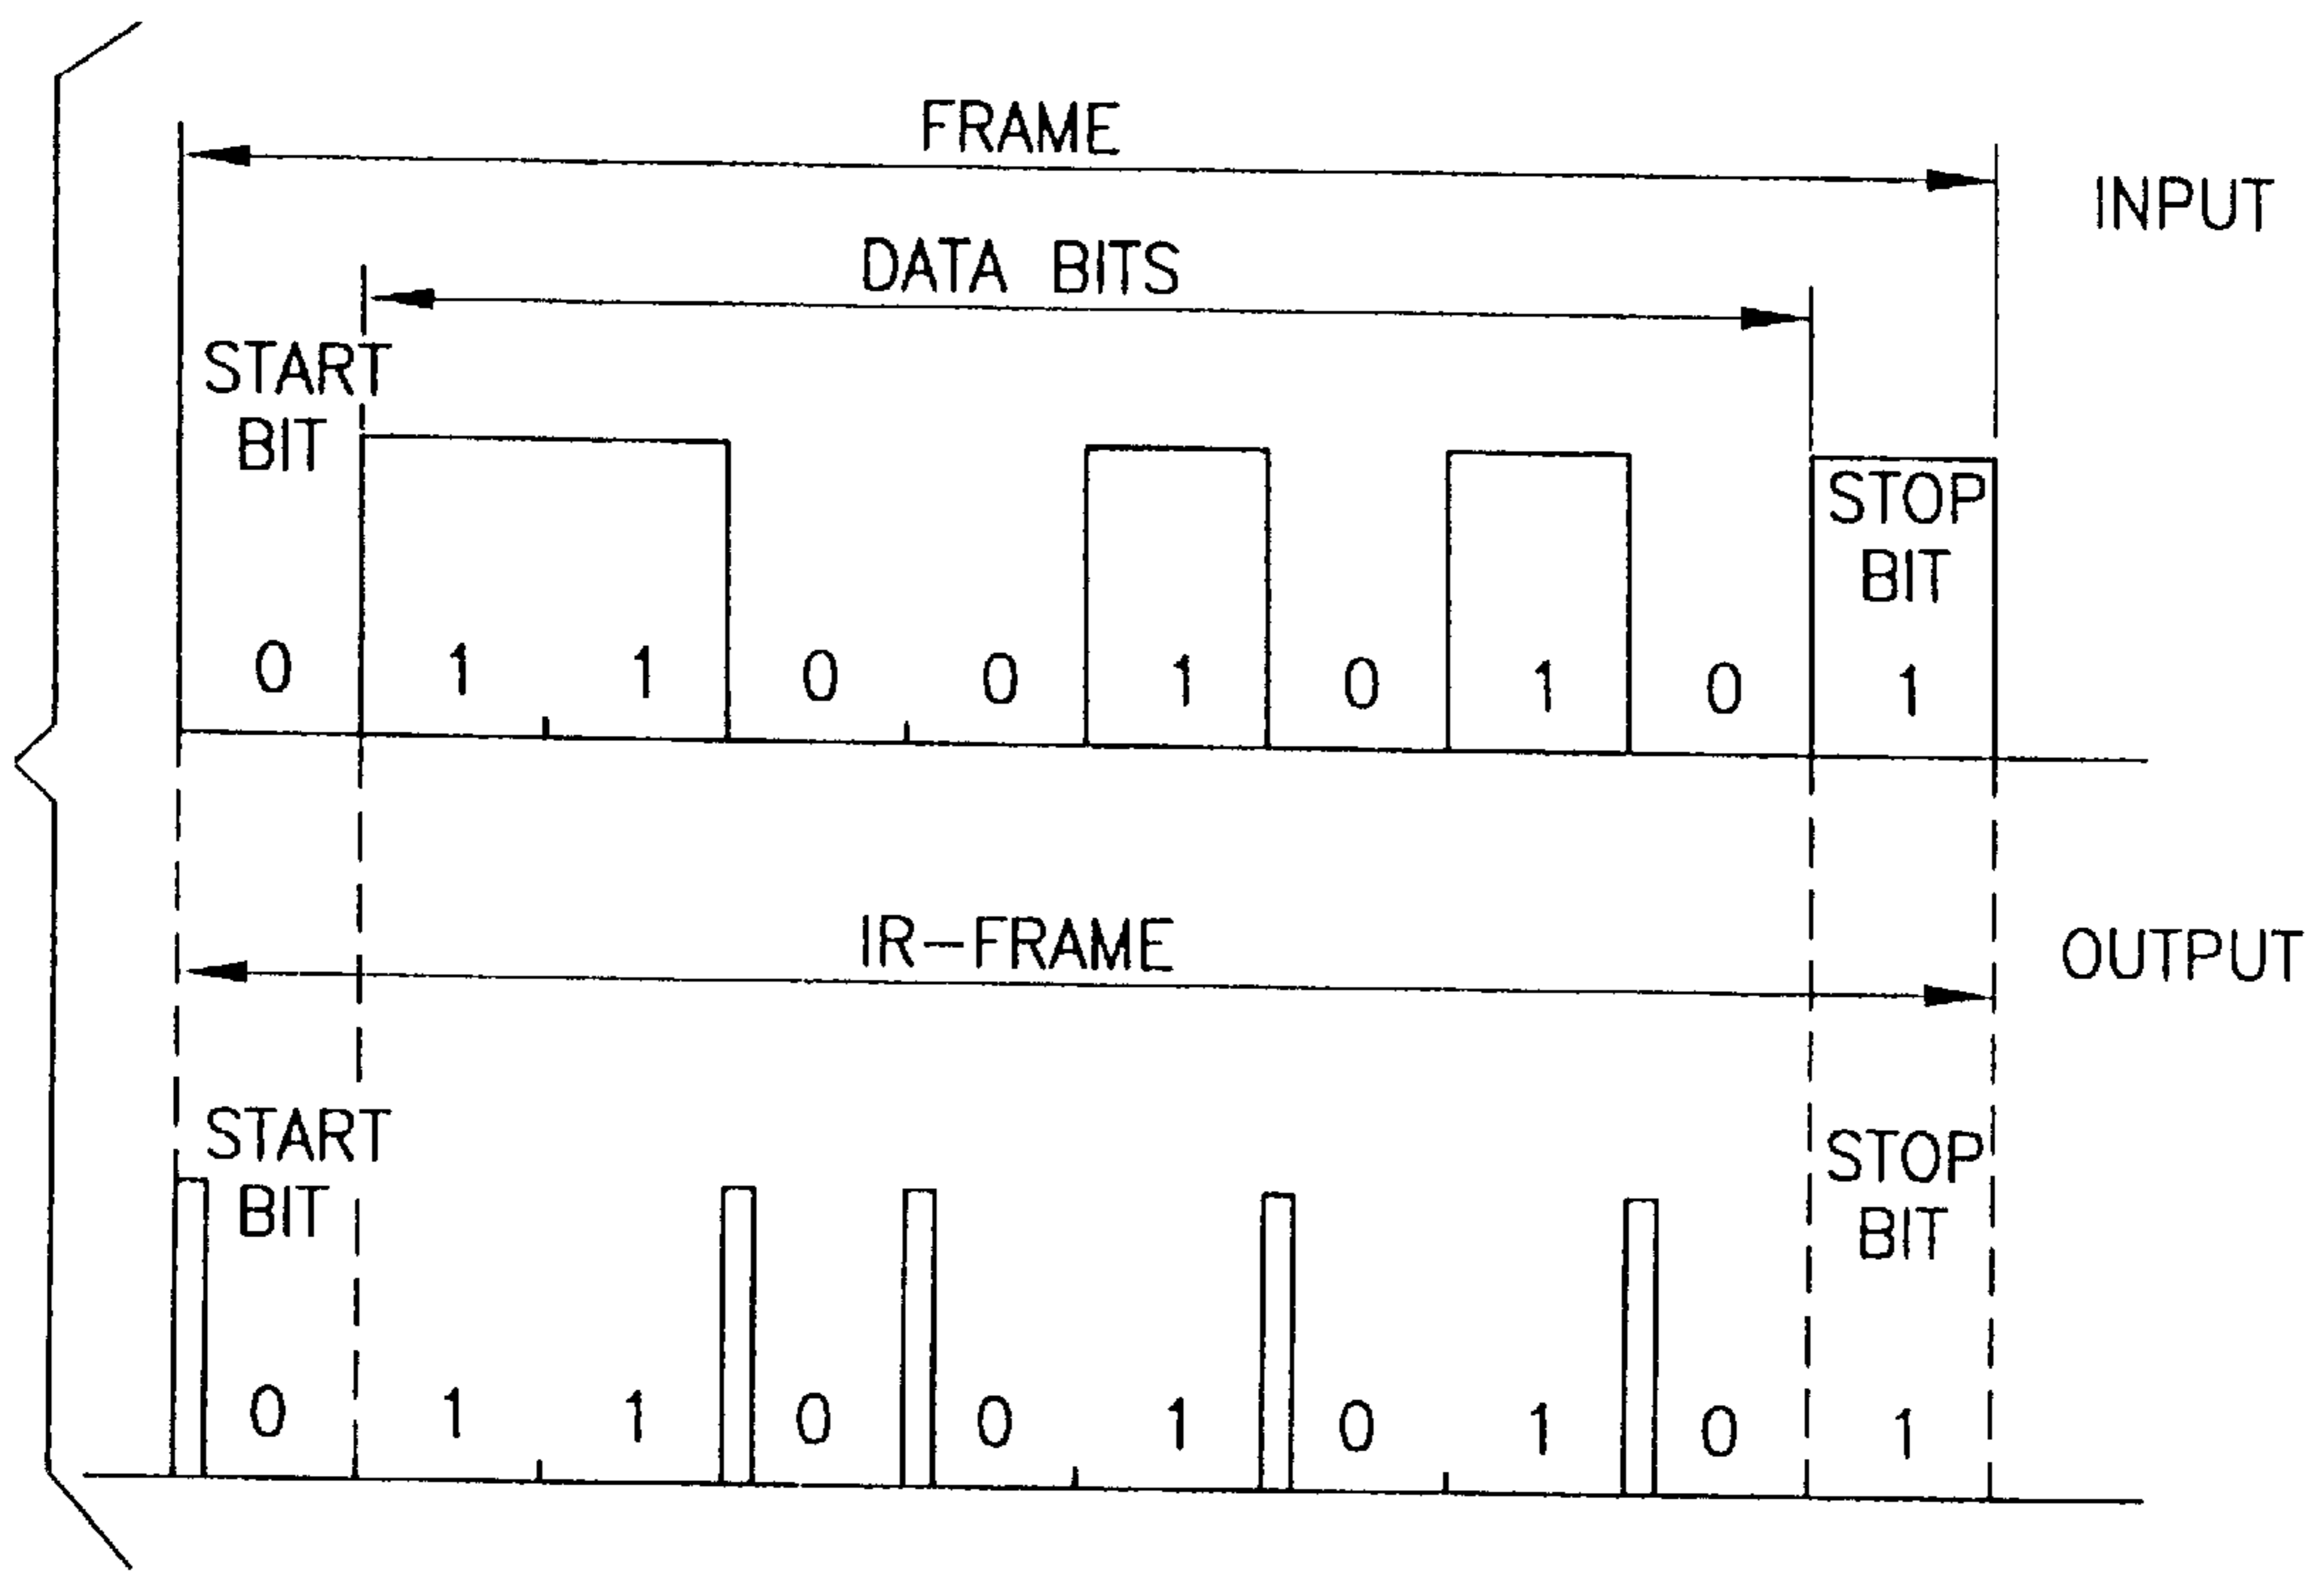 FRAME
INPUT
DATA BITS
START
BIT
STOP
BIT
0 1 1 0 0 1 0 1 0 1
IR-FRAME
OUTPUT
START
BIT
STOP
BIT
0 1 1 0 0 1 0 1 0 1